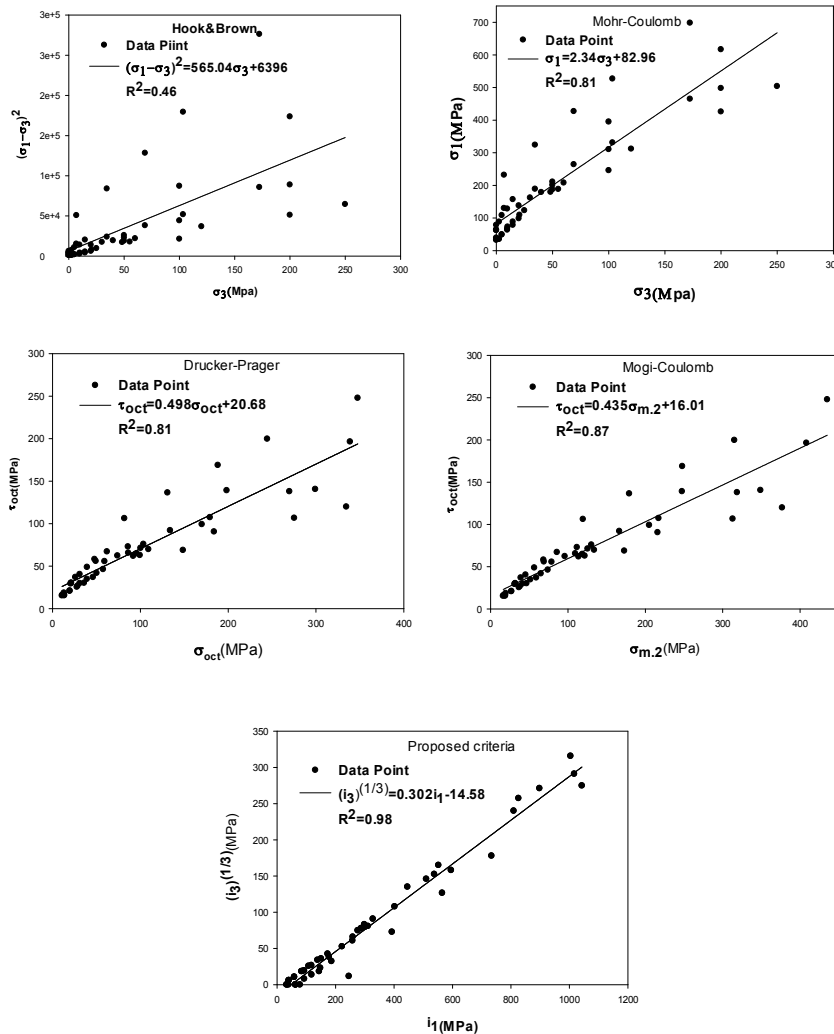 Hook&Brown
Data Piint
(σ1−σ3)^2=565.04σ3+6396
R^2=0.46
(σ1−σ3)^2
3e+5
2e+5
2e+5
1e+5
5e+4
0
0 50 100 150 200 250 300
σ3(Mpa)
Mohr-Coulomb
Data Point
σ1=2.34σ3+82.96
R^2=0.81
σ1(MPa)
700
600
500
400
300
200
100
0
0 50 100 150 200 250 300
σ3(Mpa)
Drucker-Prager
Data Point
τoct=0.498σoct+20.68
R^2=0.81
τoct(MPa)
300
250
200
150
100
50
0
0 100 200 300 400
σoct(MPa)
Mogi-Coulomb
Data Point
τoct=0.435σm.2+16.01
R^2=0.87
τoct(MPa)
300
250
200
150
100
50
0
0 100 200 300 400
σm.2(MPa)
Proposed criteria
Data Point
(i3)^(1/3)=0.302i1-14.58
R^2=0.98
(i3)^(1/3)(MPa)
350
300
250
200
150
100
50
0
0 200 400 600 800 1000 1200
i1(MPa)